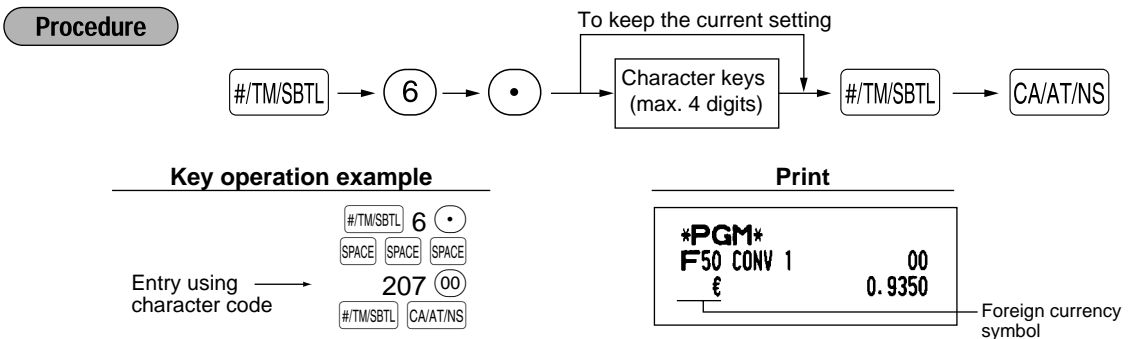 Procedure
To keep the current setting
#/TM/SBTL 6 • Character keys (max. 4 digits) #/TM/SBTL CA/AT/NS
Key operation example
#/TM/SBTL 6 •
SPACE SPACE SPACE
Entry using character code
207 00
#/TM/SBTL CA/AT/NS
Print
*PGM*
F50 CONV 1 00
€ 0.9350
Foreign currency
symbol